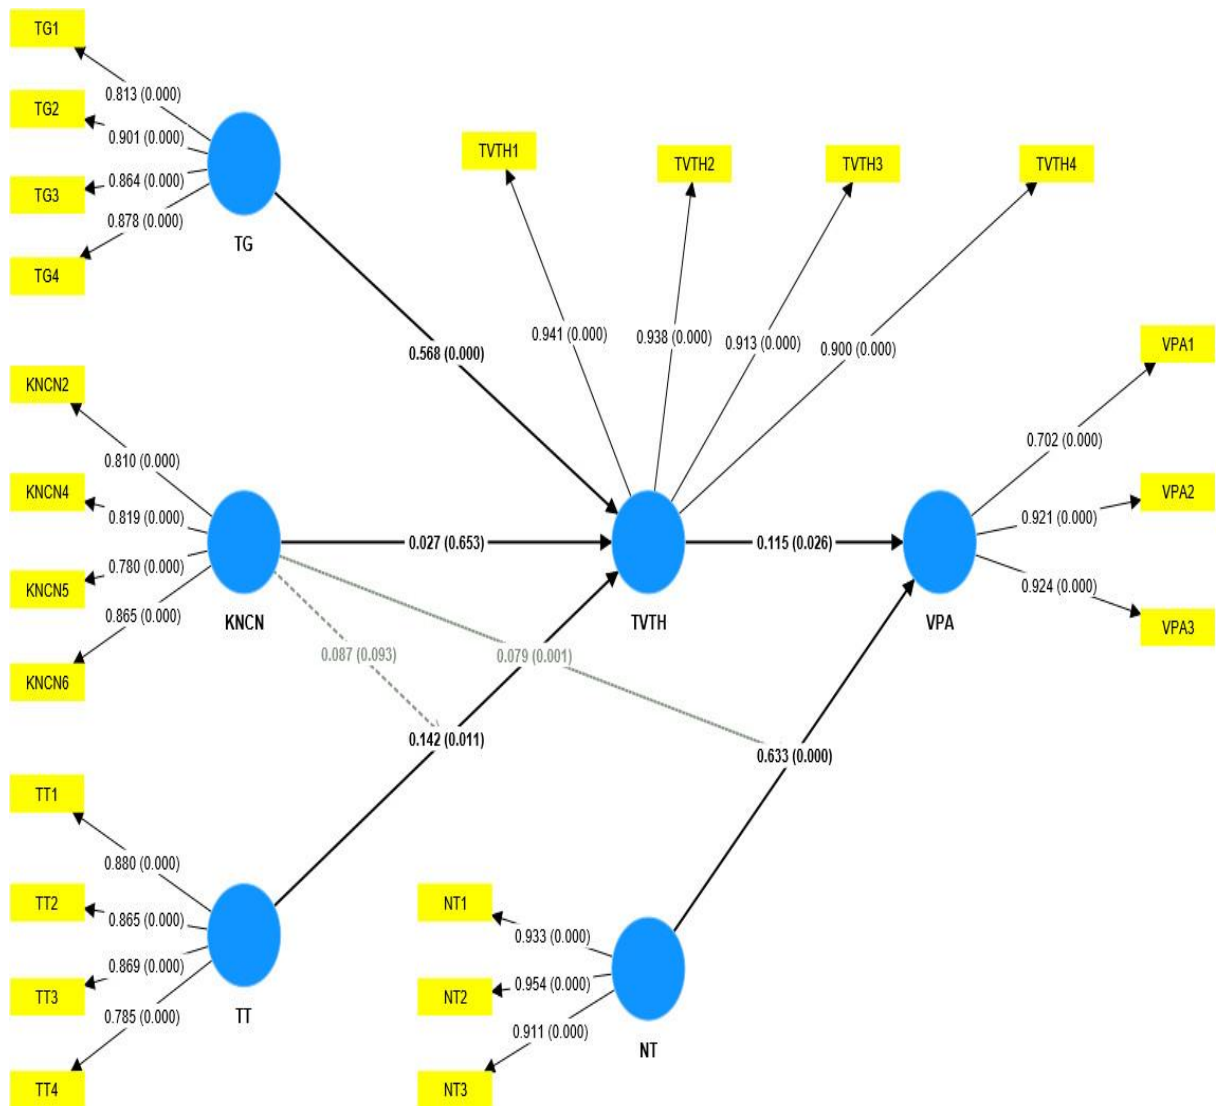 TG1
0.813 (0.000)
TG2
0.901 (0.000)
TG3
0.864 (0.000)
0.878 (0.000)
TG4
TG
TVTH1
TVTH2
TVTH3
TVTH4
0.941 (0.000)
0.938 (0.000)
0.913 (0.000)
0.900 (0.000)
0.568 (0.000)
VPA1
0.702 (0.000)
VPA2
0.921 (0.000)
0.924 (0.000)
VPA3
KNCN2
0.810 (0.000)
KNCN4
0.819 (0.000)
0.780 (0.000)
KNCN5
0.865 (0.000)
KNCN6
KNCN
0.027 (0.653)
TVTH
0.115 (0.026)
VPA
0.087 (0.093)
0.079 (0.001)
0.142 (0.011)
0.633 (0.000)
TT1
0.880 (0.000)
TT2
0.865 (0.000)
0.869 (0.000)
TT3
0.785 (0.000)
TT4
TT
NT1
0.933 (0.000)
NT2
0.954 (0.000)
0.911 (0.000)
NT3
NT